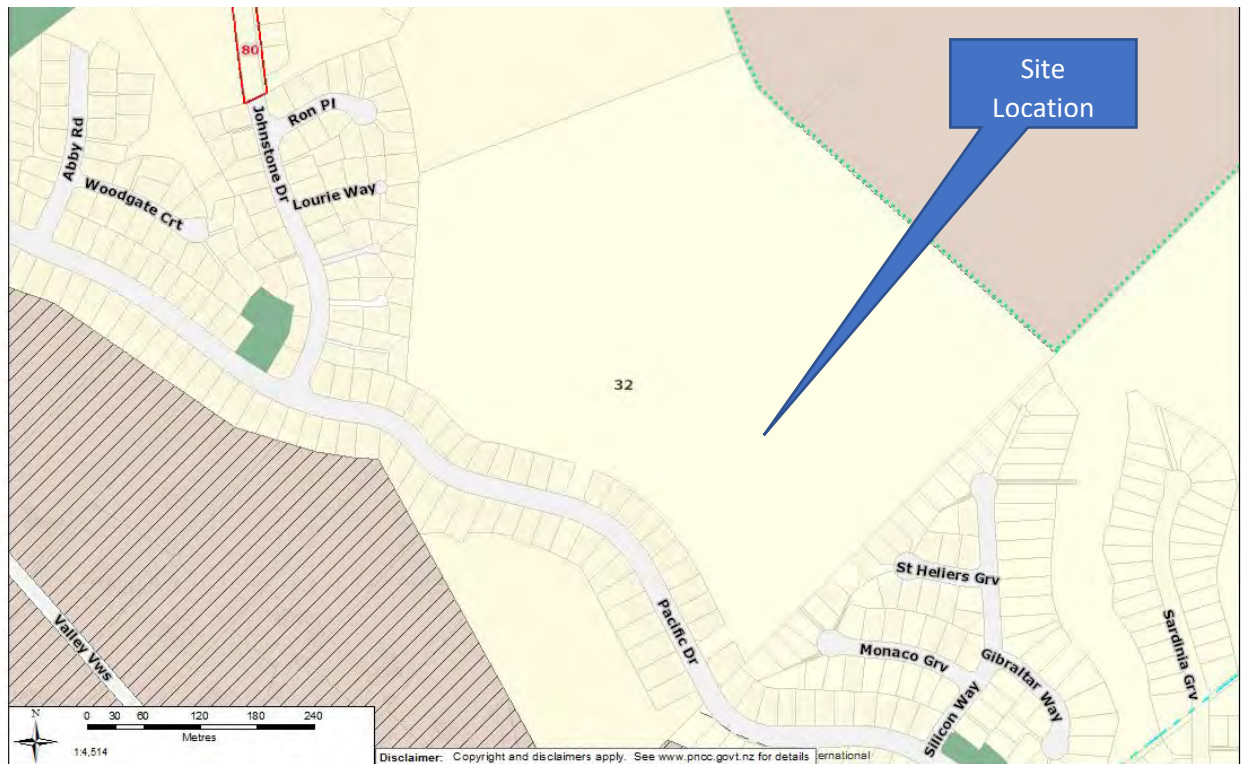 80
Site
Location
Ron Pl
Abby Rd
Johnstone Dr
Woodgate Crt
Lourie Way
32
St Heliers Grv
Pacific Dr
Monaco Grv
Gibraltar Way
Sardinia Grv
Valley Vws
Silicon Way
N
0 30 60 120 180 240
Metres
1:4,514
Disclaimer: Copyright and disclaimers apply. See www.pncc.govt.nz for details
ernational